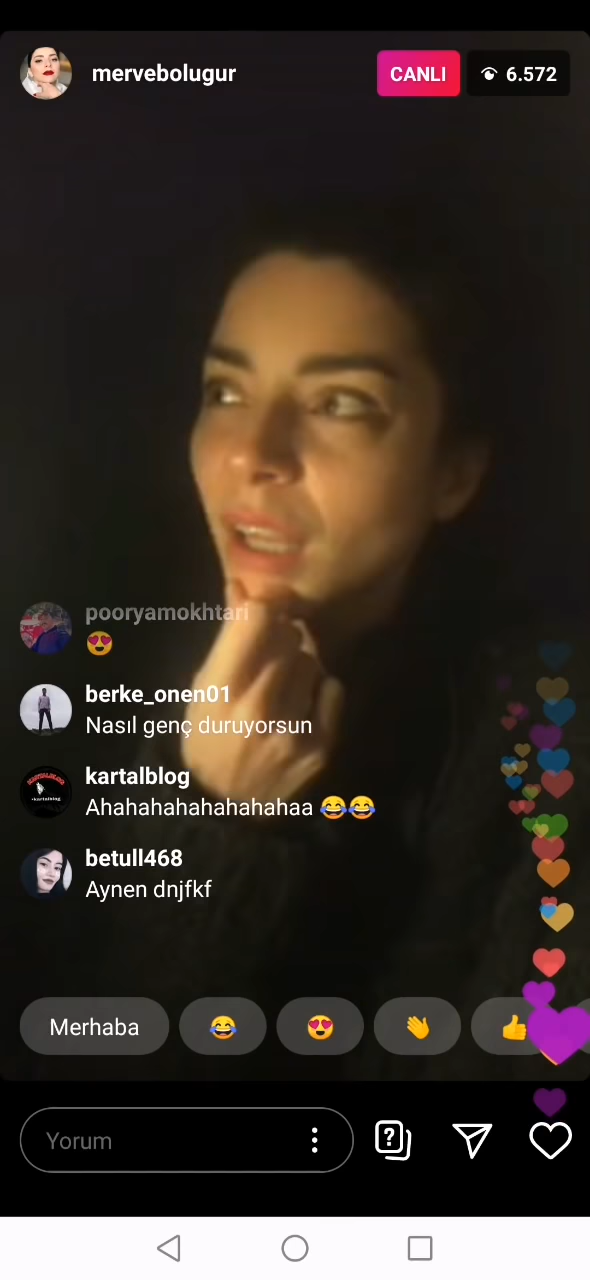 mervebolugur
CANLI
6.572
pooryamokhtari
😍
berke_onen01
Nasıl genç duruyorsun
kartalblog
Ahahahahahahahahaa 😂😂
betull468
Aynen dnjfkf
Merhaba
Yorum